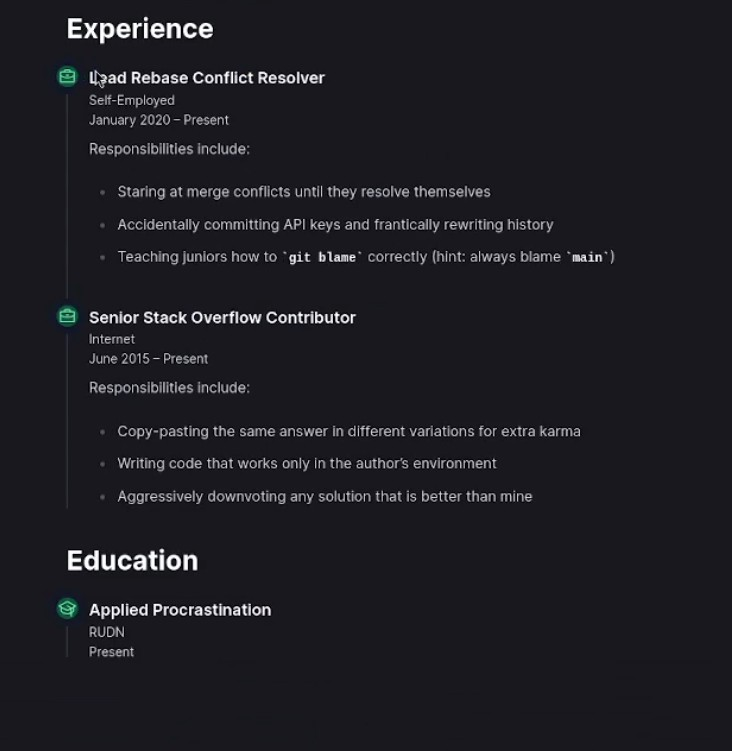 Experience
Lead Rebase Conflict Resolver
Self-Employed
January 2020 – Present
Responsibilities include:
Staring at merge conflicts until they resolve themselves
Accidentally committing API keys and frantically rewriting history
Teaching juniors how to `git blame` correctly (hint: always blame `main`)
Senior Stack Overflow Contributor
Internet
June 2015 – Present
Responsibilities include:
Copy-pasting the same answer in different variations for extra karma
Writing code that works only in the author’s environment
Aggressively downvoting any solution that is better than mine
Education
Applied Procrastination
RUDN
Present